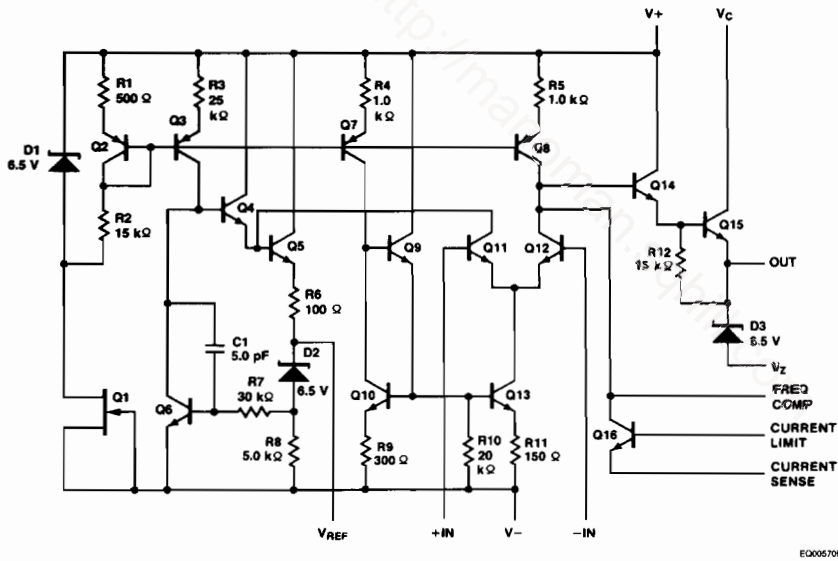 V+
VC
R1
500 Ω
R3
25
kΩ
R4
1.0
kΩ
R5
1.0 kΩ
Q3
Q7
D1
6.5 V
Q2
Q8
Q14
R2
15 kΩ
Q4
Q5
Q9
Q11
Q12
Q15
R12
15 kΩ
OUT
R6
100 Ω
D3
C1
5.0 pF
D2
6.5 V
VZ
R7
30 kΩ
FREQ
COMP
Q1
Q6
Q10
Q13
Q16
CURRENT
LIMIT
R8
5.0 kΩ
R9
300 Ω
R10
20
kΩ
R11
150 Ω
CURRENT
SENSE
VREF
+IN
V−
−IN